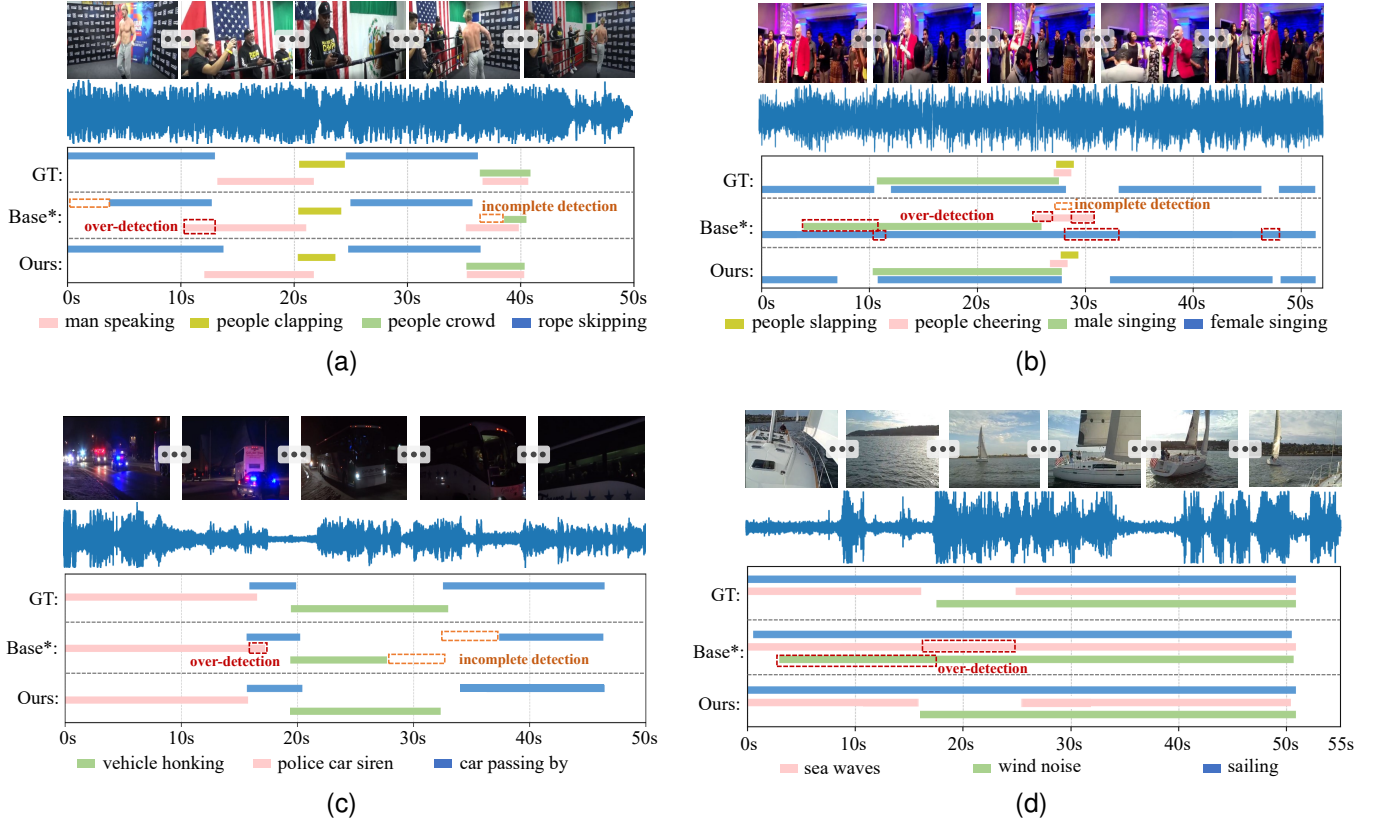 GT:
Base*:
incomplete detection
over-detection
Ours:
0s 10s 20s 30s 40s 50s
man speaking people clapping people crowd rope skipping
(a)
GT:
incomplete detection
over-detection
Base*:
Ours:
0s 10s 20s 30s 40s 50s
people slapping people cheering male singing female singing
(b)
GT:
Base*:
over-detection incomplete detection
Ours:
0s 10s 20s 30s 40s 50s
vehicle honking police car siren car passing by
(c)
GT:
Base*:
over-detection
Ours:
0s 10s 20s 30s 40s 50s 55s
sea waves wind noise sailing
(d)